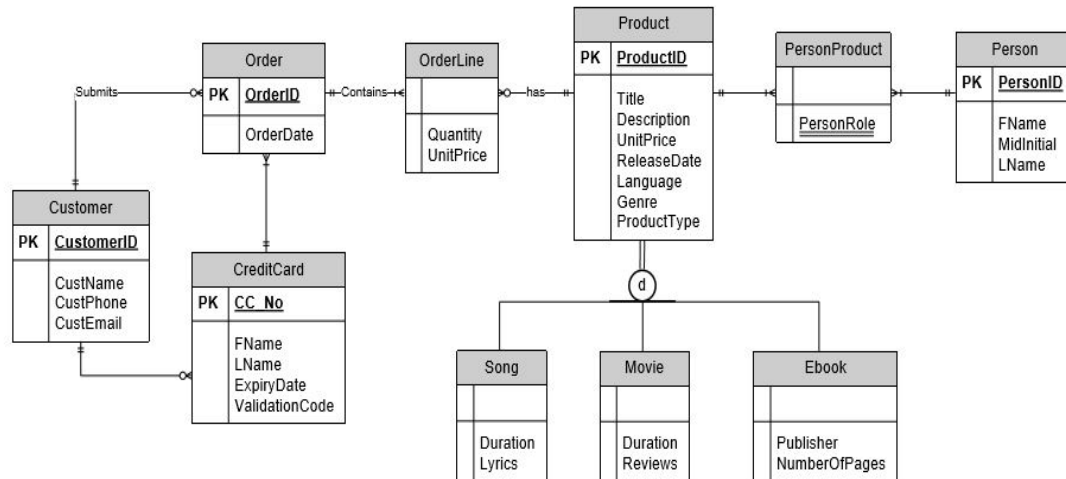 Product
PK ProductID
Title
Description
UnitPrice
ReleaseDate
Language
Genre
ProductType
PersonProduct
PersonRole
Person
PK PersonID
FName
MidInitial
LName
Order
PK OrderID
OrderDate
OrderLine
Quantity
UnitPrice
Submits
Contains
has
Customer
PK CustomerID
CustName
CustPhone
CustEmail
CreditCard
PK CC_No
FName
LName
ExpiryDate
ValidationCode
d
Song
Duration
Lyrics
Movie
Duration
Reviews
Ebook
Publisher
NumberOfPages